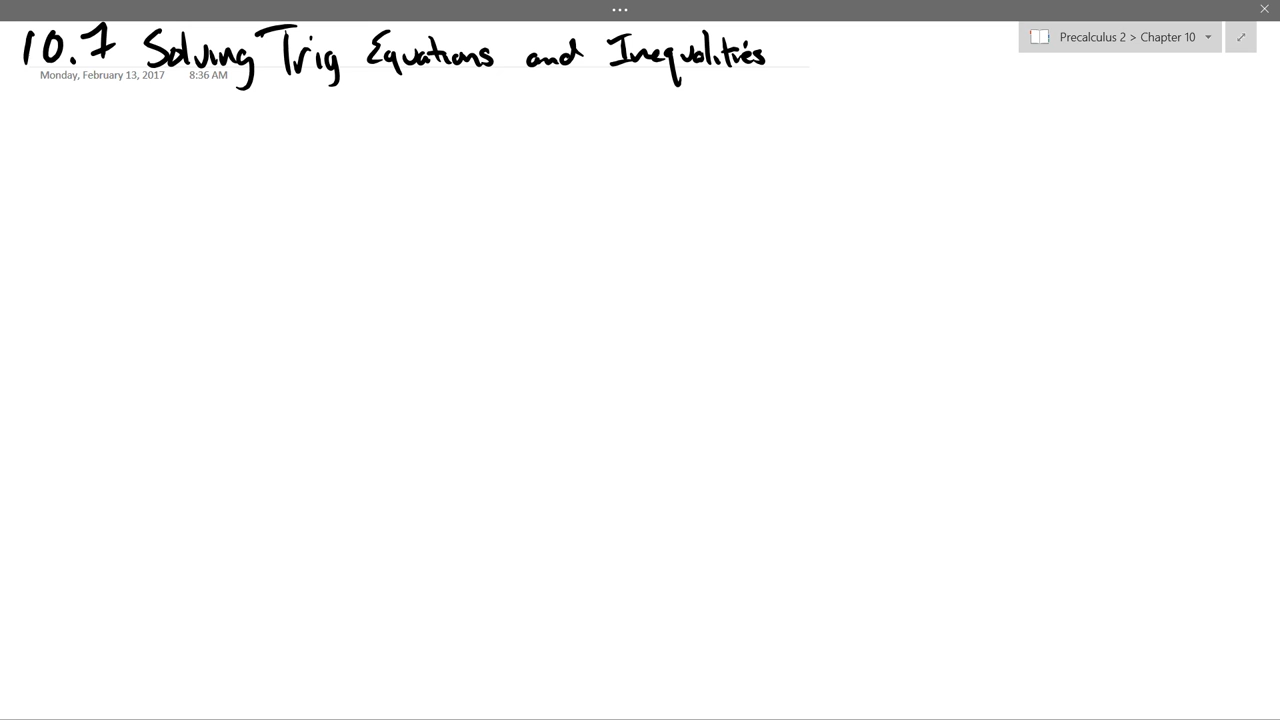 10.7 Solving Trig Equations and Inequalities
Precalculus 2 > Chapter 10
Monday, February 13, 2017 8:36 AM